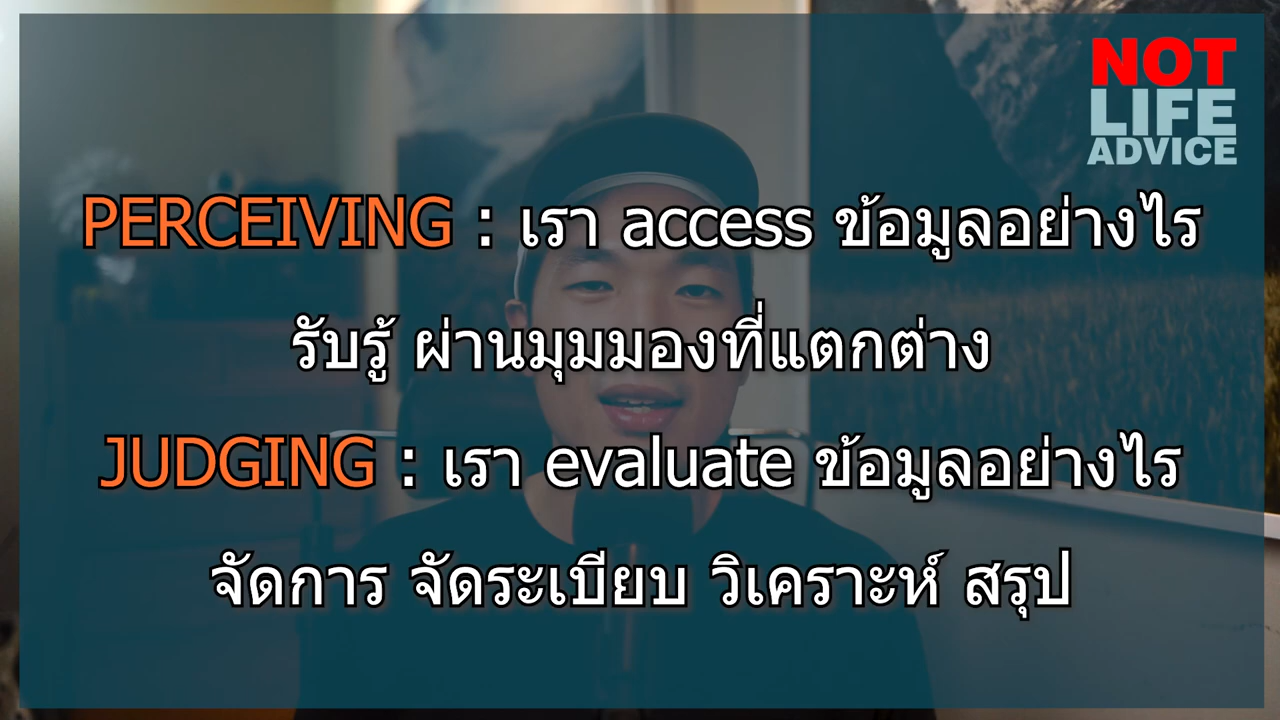 NOT
LIFE
ADVICE
PERCEIVING : เรา access ข้อมูลอย่างไร
รับรู้ ผ่านมุมมองที่แตกต่าง
JUDGING : เรา evaluate ข้อมูลอย่างไร
จัดการ จัดระเบียบ วิเคราะห์ สรุป